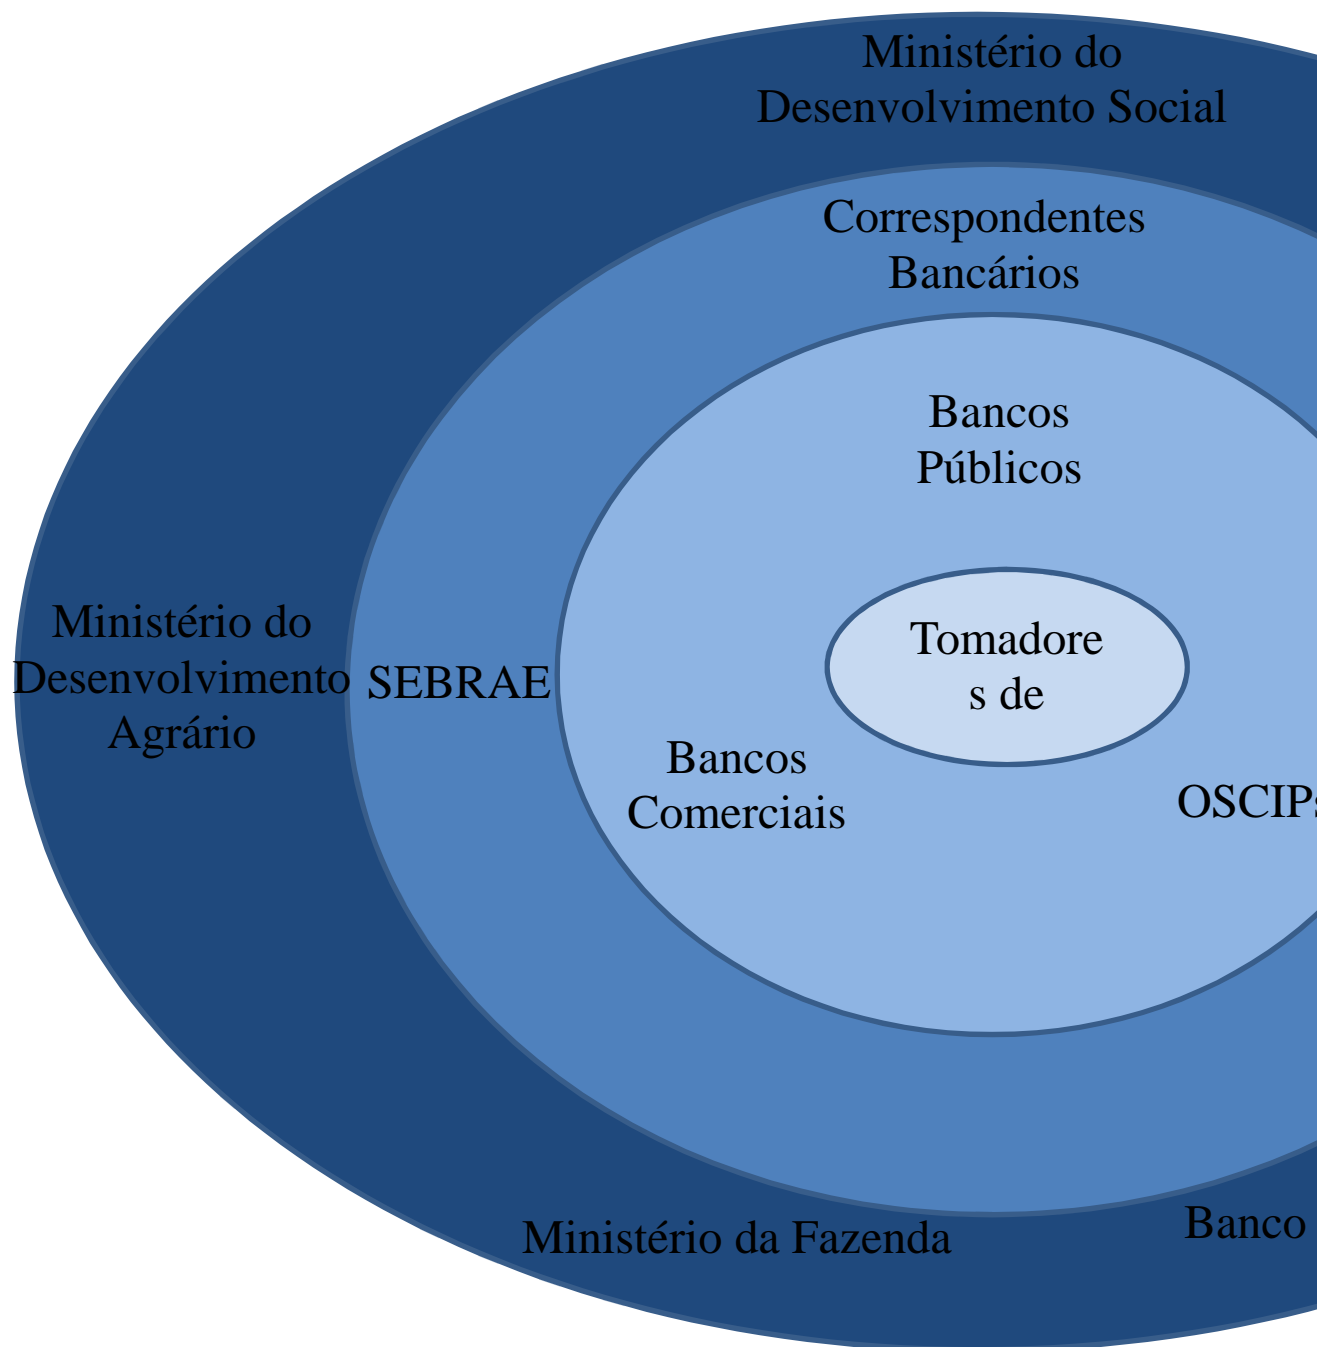 Ministério do
Desenvolvimento Social
Correspondentes
Bancários
Bancos
Públicos
Ministério do
Desenvolvimento
Agrário
SEBRAE
Tomadore
s de
Bancos
Comerciais
OSCIPs
Ministério da Fazenda
Banco